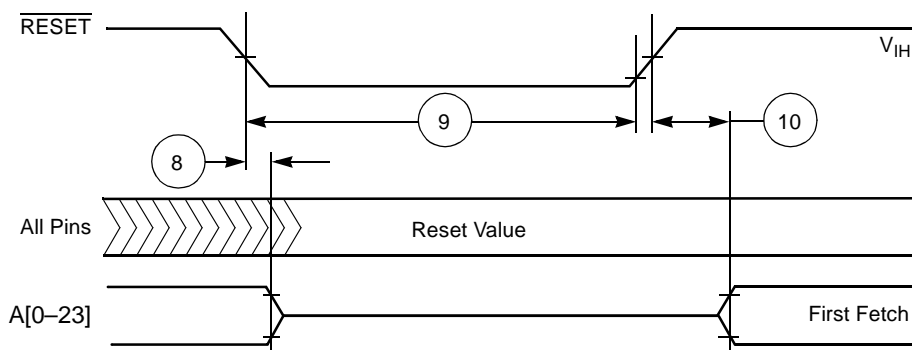 RESET
V_IH
9
10
8
All Pins
Reset Value
A[0–23]
First Fetch